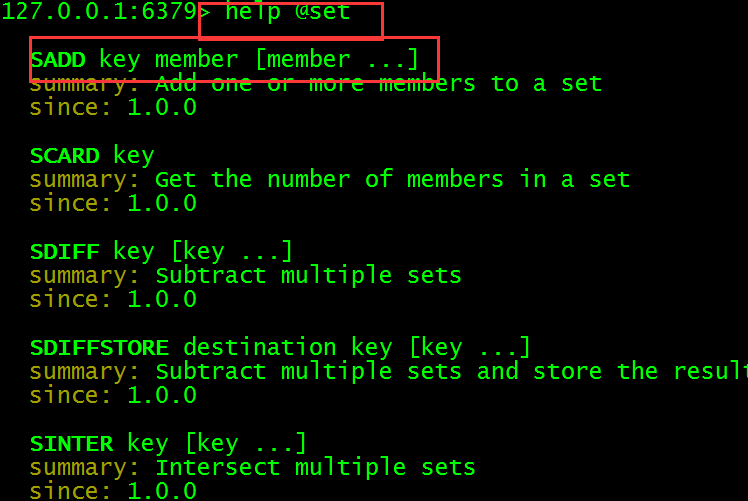 127.0.0.1:6379> help @set
SADD key member [member ...]
summary: Add one or more members to a set
since: 1.0.0
SCARD key
summary: Get the number of members in a set
since: 1.0.0
SDIFF key [key ...]
summary: Subtract multiple sets
since: 1.0.0
SDIFFSTORE destination key [key ...]
summary: Subtract multiple sets and store the result
since: 1.0.0
SINTER key [key ...]
summary: Intersect multiple sets
since: 1.0.0